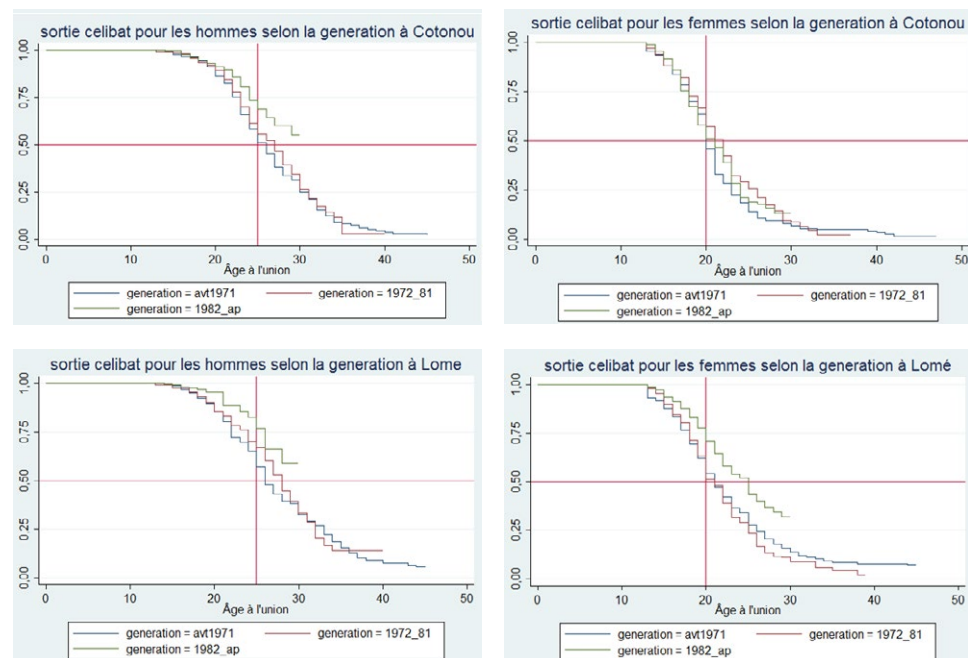 sortie celibat pour les hommes selon la generation à Cotonou
1,00
0,75
0,50
0,25
0,00
0 10 20 30 40 50
Âge à l'union
generation = avt1971 generation = 1972_81
generation = 1982_ap
sortie celibat pour les femmes selon la generation à Cotonou
1,00
0,75
0,50
0,25
0,00
0 10 20 30 40 50
Âge à l'union
generation = avt1971 generation = 1972_81
generation = 1982_ap
sortie celibat pour les hommes selon la generation à Lome
1,00
0,75
0,50
0,25
0,00
0 10 20 30 40 50
Âge à l'union
generation = avt1971 generation = 1972_81
generation = 1982_ap
sortie celibat pour les femmes selon la generation à Lomé
1,00
0,75
0,50
0,25
0,00
0 10 20 30 40 50
Âge à l'union
generation = avt1971 generation = 1972_81
generation = 1982_ap